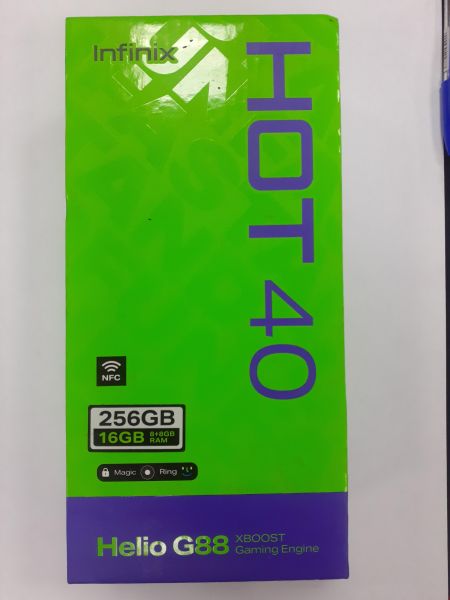 Infinix
HOT 40
NFC
256GB
16GB 8+8GB RAM
Magic Ring
Helio G88 XBOOST Gaming Engine